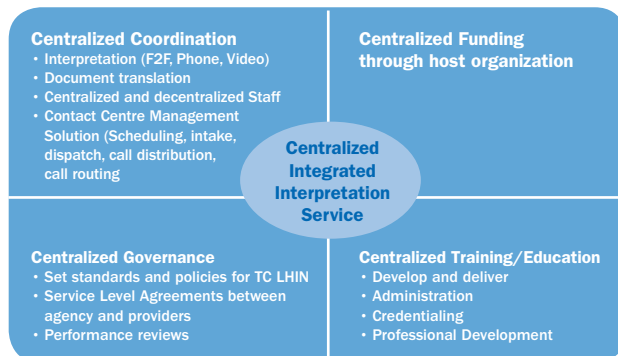 Centralized Coordination
• Interpretation (F2F, Phone, Video)
• Document translation
• Centralized and decentralized Staff
• Contact Centre Management
Solution (Scheduling, intake,
dispatch, call distribution,
call routing
Centralized Funding
through host organization
Centralized
Integrated
Interpretation
Service
Centralized Governance
• Set standards and policies for TC LHIN
• Service Level Agreements between
agency and providers
• Performance reviews
Centralized Training/Education
• Develop and deliver
• Administration
• Credentialing
• Professional Development